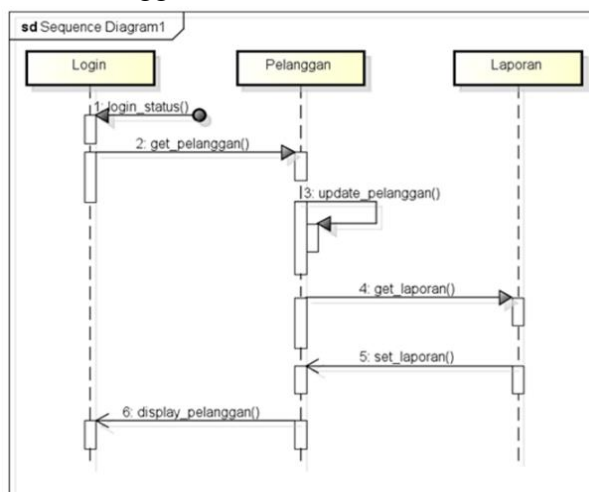 sd Sequence Diagram1
Login Pelanggan Laporan
1: login_status()
2: get_pelanggan()
3: update_pelanggan()
4: get_laporan()
5: set_laporan()
6: display_pelanggan()